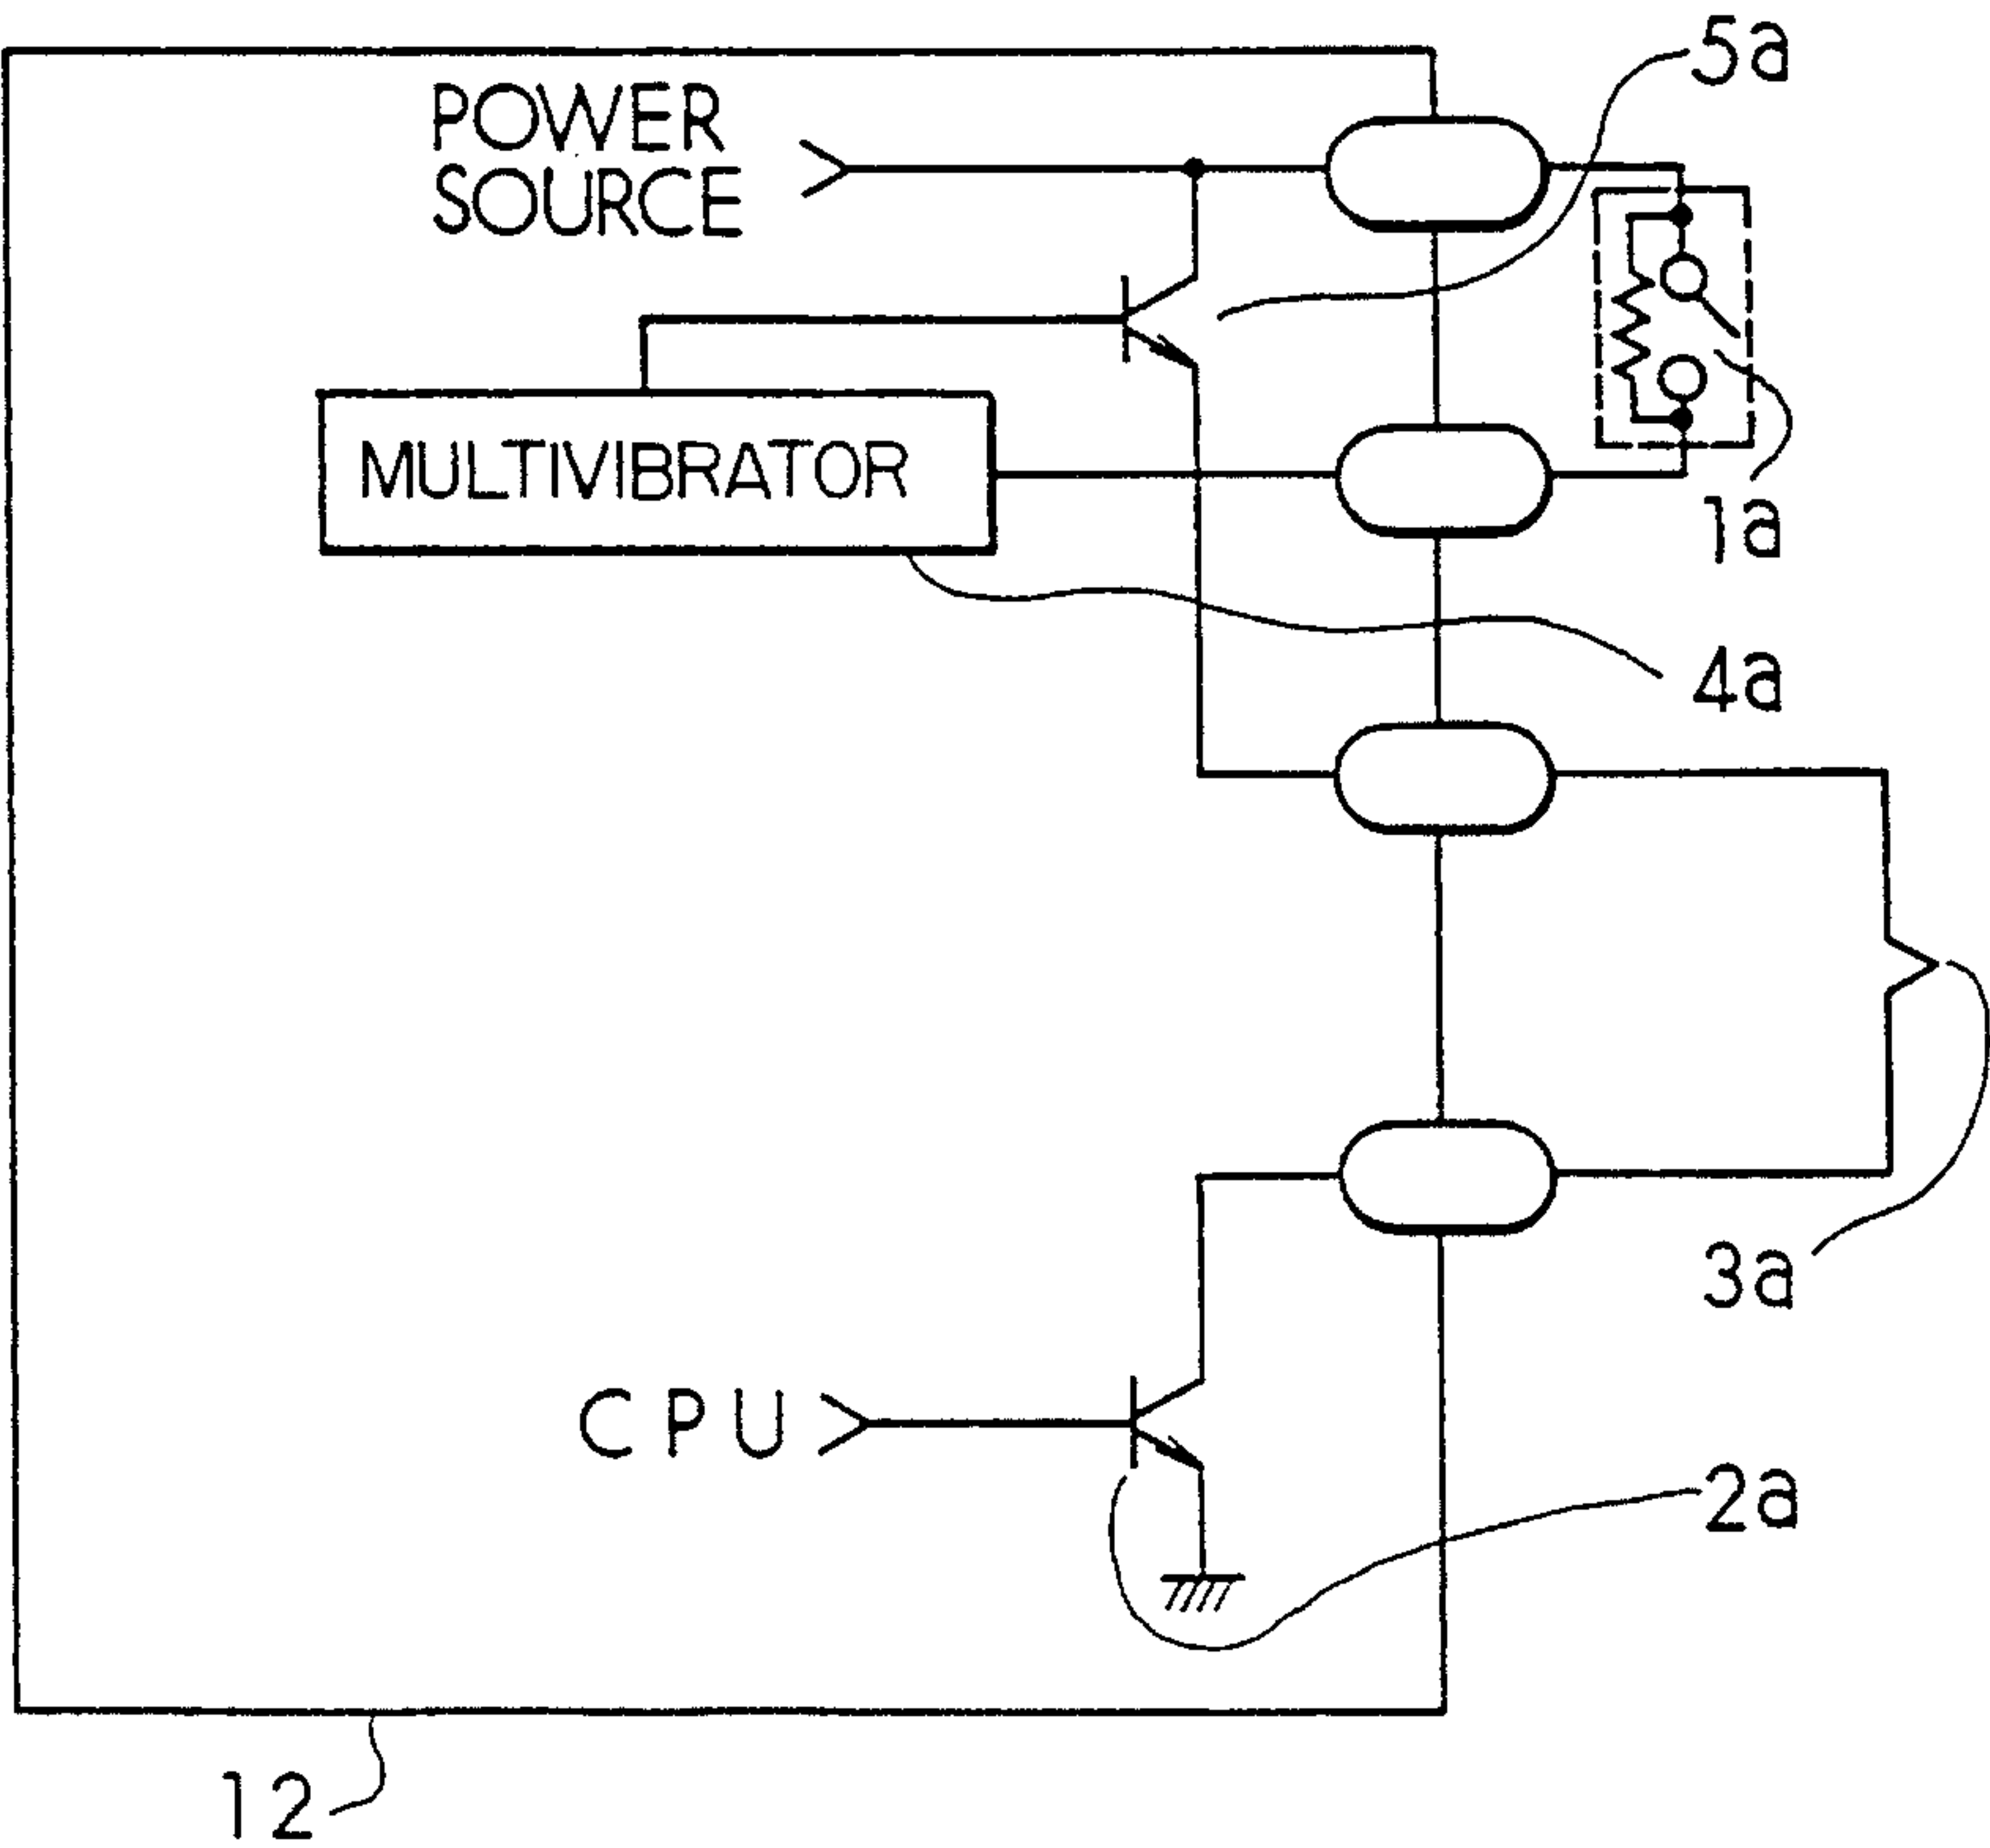 5a
POWER
SOURCE
MULTIVIBRATOR
1a
4a
3a
CPU
2a
12